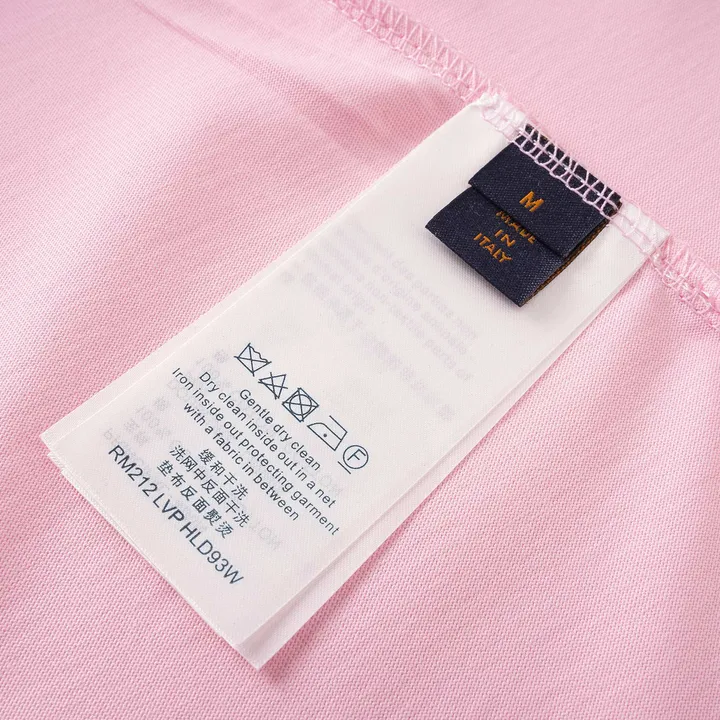 M
MADE
IN
ITALY
Gentle dry clean
Dry clean inside out in a net
Iron inside out protecting garment
with a fabric in between
缓和干洗
洗网中反面干洗
垫布反面熨烫
RM212 LVP HLD93W